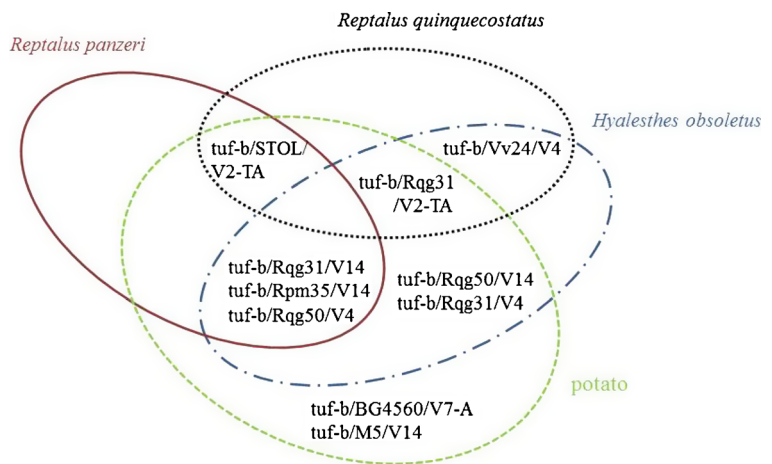 Reptalus quinquecostatus
Reptalus panzeri
Hyalesthes obsoletus
tuf-b/STOL/
V2-TA
tuf-b/Vv24/V4
tuf-b/Rqg31
/V2-TA
tuf-b/Rqg31/V14
tuf-b/Rpm35/V14
tuf-b/Rqg50/V4
tuf-b/Rqg50/V14
tuf-b/Rqg31/V4
potato
tuf-b/BG4560/V7-A
tuf-b/M5/V14